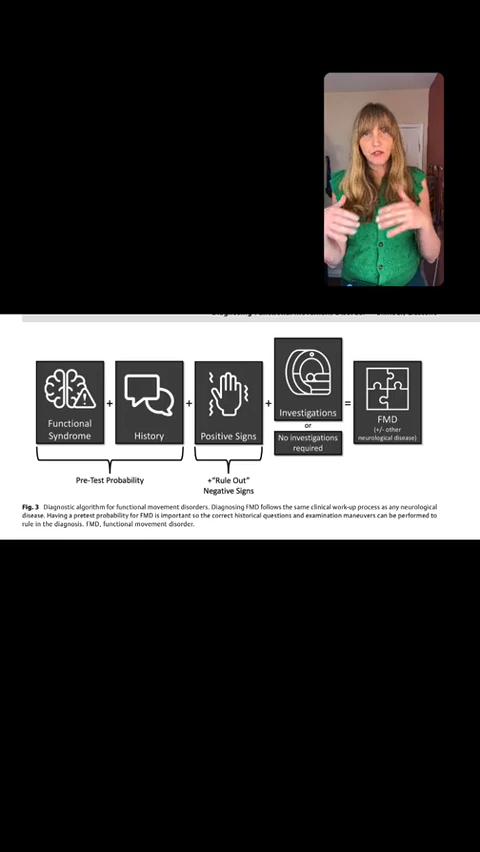 Functional
Syndrome
+
History
+
Positive Signs
+
Investigations
or
No investigations
required
=
FMD
(+/- other
neurological disease)
Pre-Test Probability
+"Rule Out"
Negative Signs
Fig. 3 Diagnostic algorithm for functional movement disorders. Diagnosing FMD follows the same clinical work-up process as any neurological
disease. Having a pretest probability for FMD is important so the correct historical questions and examination maneuvers can be performed to
rule in the diagnosis. FMD, functional movement disorder.